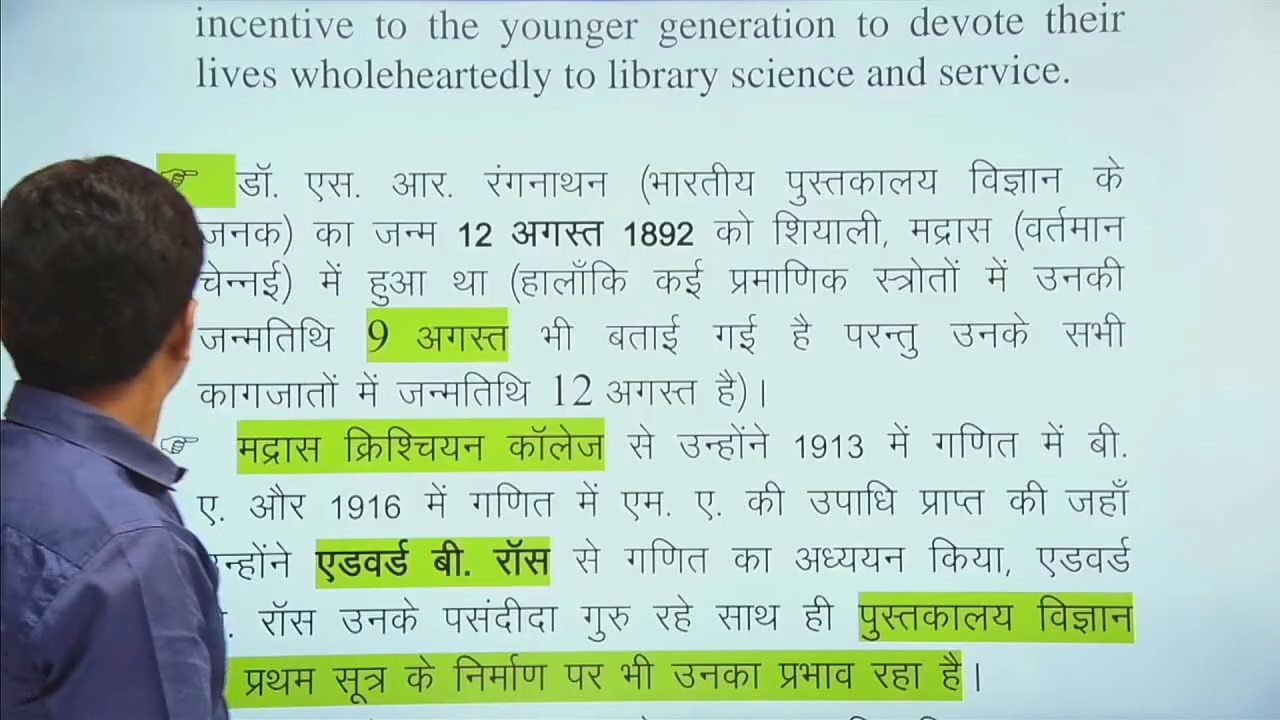 incentive to the younger generation to devote their
lives wholeheartedly to library science and service.
डॉ. एस. आर. रंगनाथन (भारतीय पुस्तकालय विज्ञान के
जनक) का जन्म 12 अगस्त 1892 को शियाली, मद्रास (वर्तमान
चेन्नई) में हुआ था (हालाँकि कई प्रमाणिक स्त्रोतों में उनकी
जन्मतिथि 9 अगस्त भी बताई गई है परन्तु उनके सभी
कागजातों में जन्मतिथि 12 अगस्त है)।
मद्रास क्रिश्चियन कॉलेज से उन्होंने 1913 में गणित में बी.
ए. और 1916 में गणित में एम. ए. की उपाधि प्राप्त की जहाँ
एडवर्ड बी. रॉस से गणित का अध्ययन किया, एडवर्ड
रॉस उनके पसंदीदा गुरु रहे साथ ही पुस्तकालय विज्ञान
प्रथम सूत्र के निर्माण पर भी उनका प्रभाव रहा है।